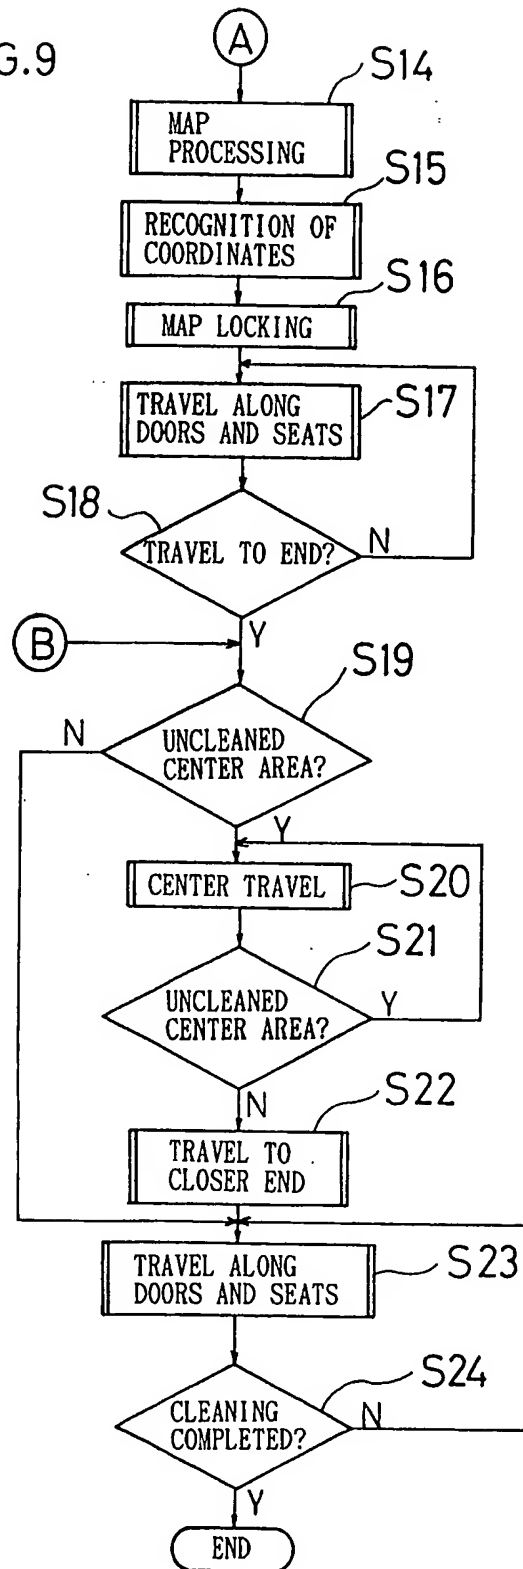 G.9
A
S14
MAP
PROCESSING
S15
RECOGNITION OF
COORDINATES
S16
MAP LOCKING
S17
TRAVEL ALONG
DOORS AND SEATS
S18
TRAVEL TO END?
N
Y
B
S19
N
UNCLEANED
CENTER AREA?
Y
CENTER TRAVEL
S20
S21
UNCLEANED
CENTER AREA?
Y
N
S22
TRAVEL TO
CLOSER END
TRAVEL ALONG
DOORS AND SEATS
S23
S24
CLEANING
COMPLETED?
N
Y
END